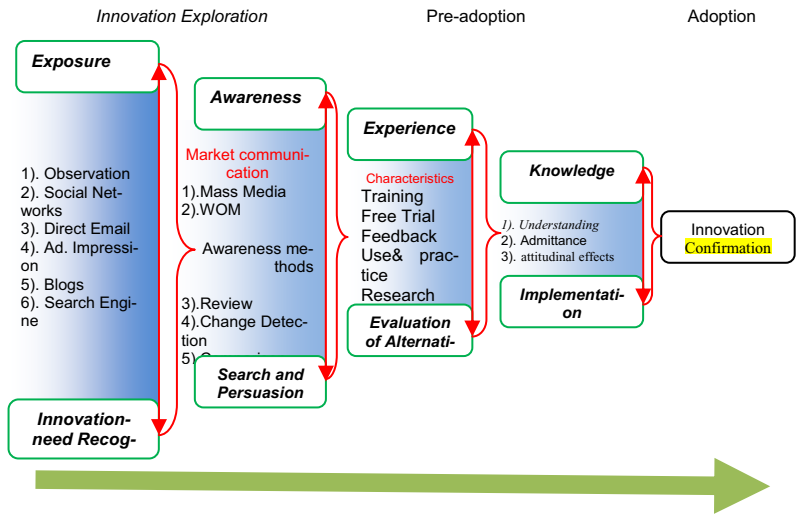 Innovation Exploration
Pre-adoption
Adoption
Exposure
1). Observation
2). Social Net-
works
3). Direct Email
4). Ad. Impressi-
on
5). Blogs
6). Search Engi-
ne
Innovation-
need Recog-
Awareness
Market communi-
cation
1).Mass Media
2).WOM
Awareness me-
thods
3).Review
4).Change Detec-
tion
5).
Search and
Persuasion
Experience
Characteristics
Training
Free Trial
Feedback
Use& prac-
tice
Research
Evaluation
of Alternati-
Knowledge
1). Understanding
2). Admittance
3). attitudinal effects
Implementati-
on
Innovation
Confirmation